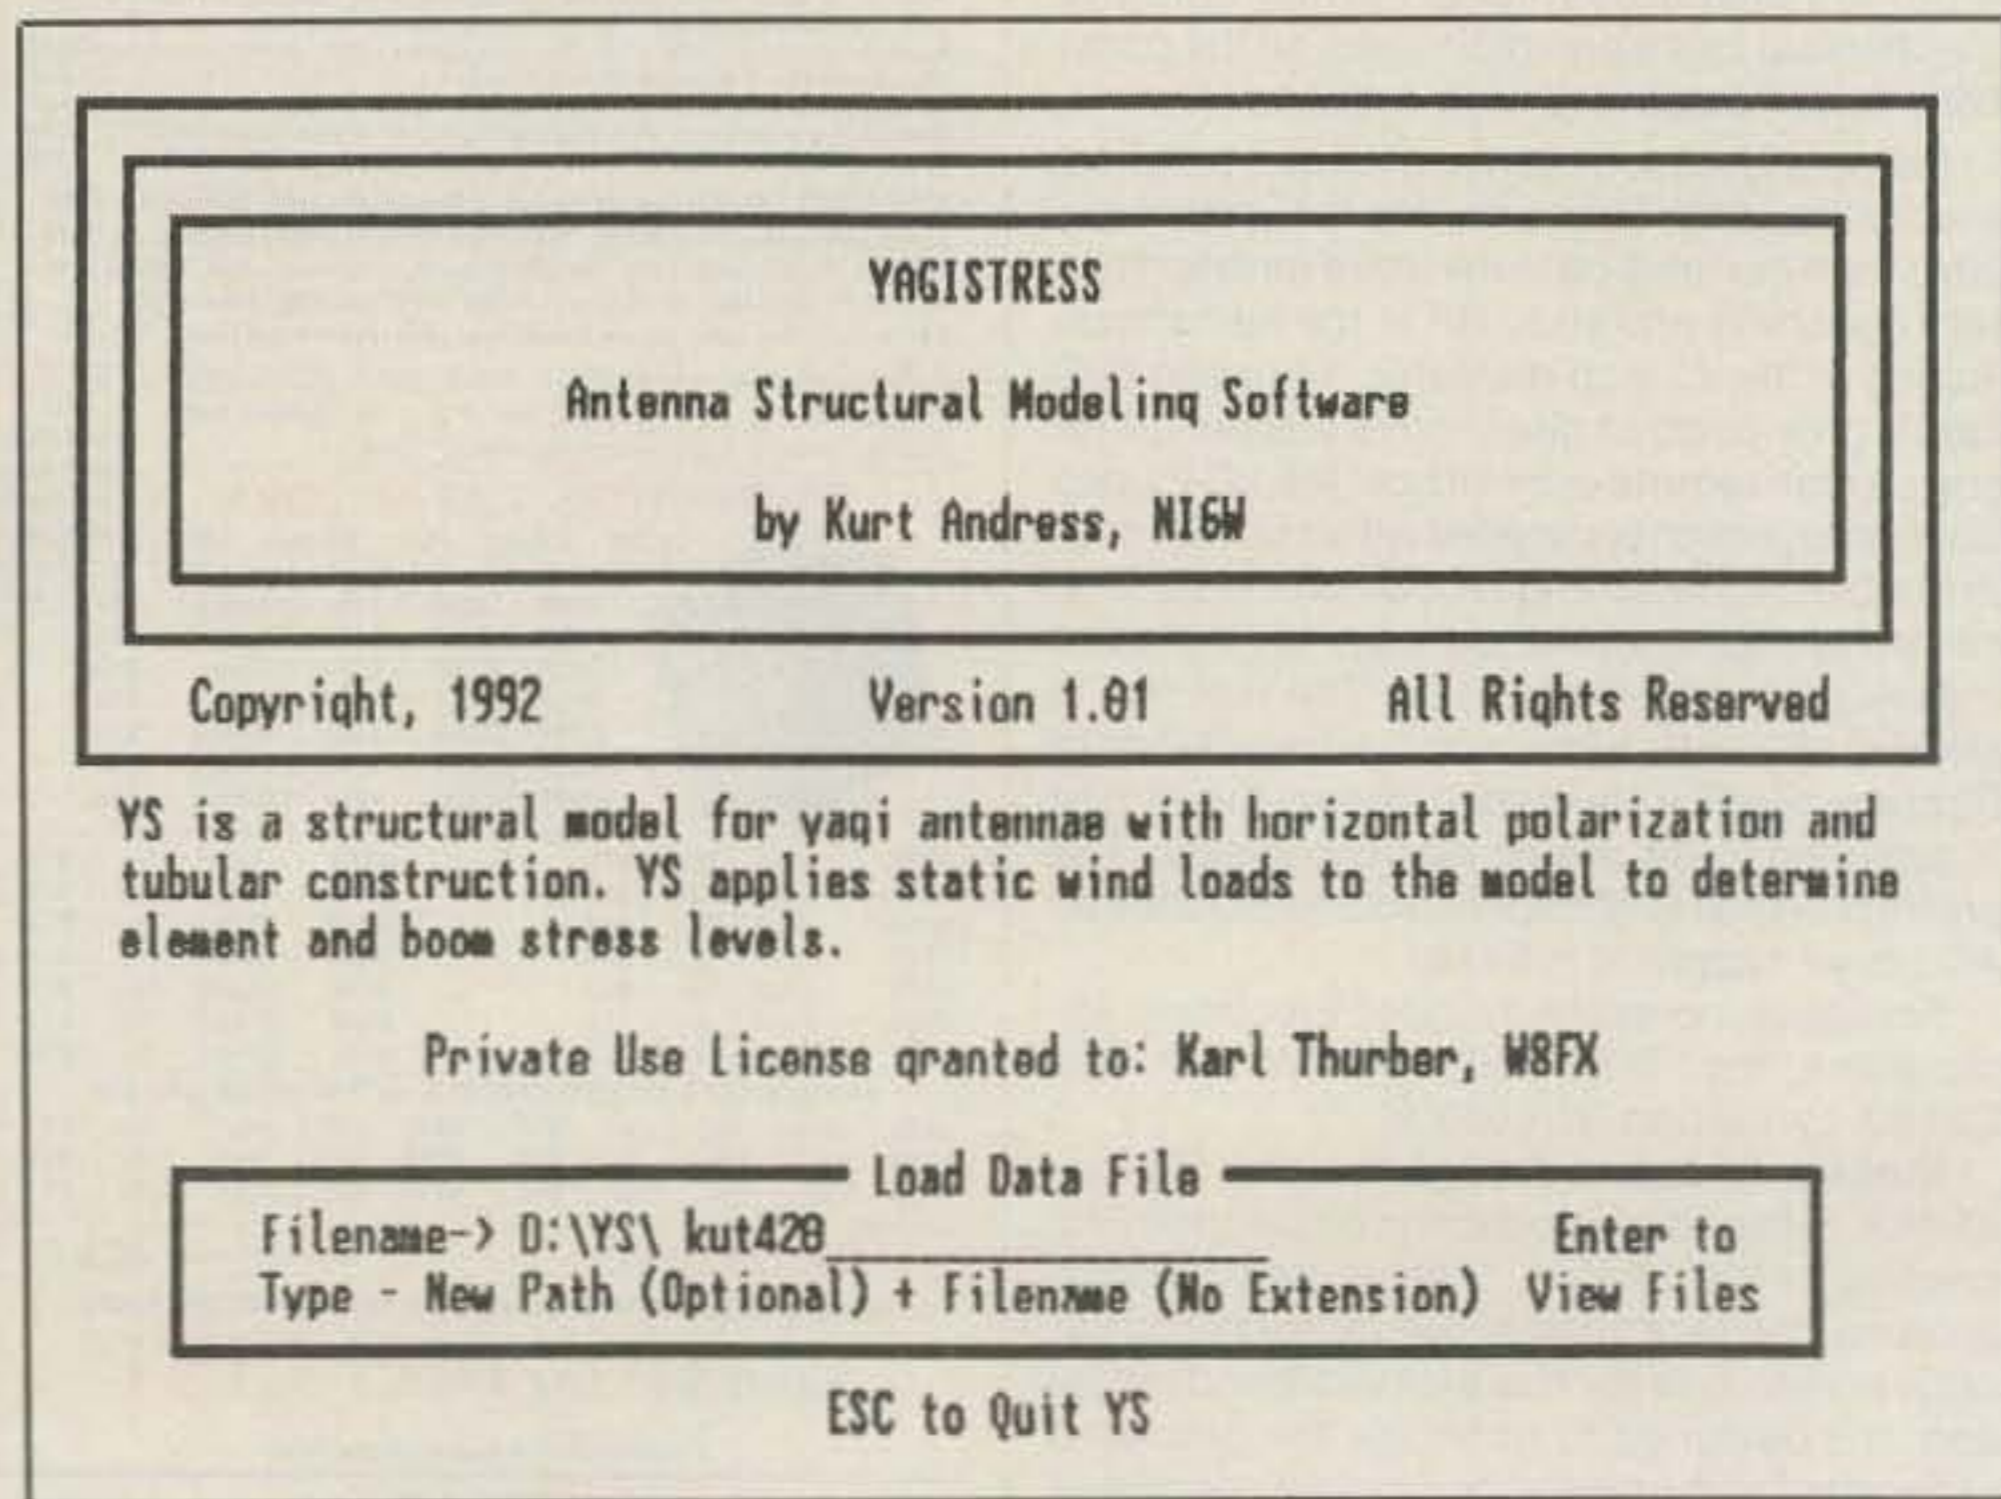 YAGISTRESS
Antenna Structural Modeling Software
by Kurt Andress, NI6W
Copyright, 1992 Version 1.01 All Rights Reserved
YS is a structural model for yagi antennae with horizontal polarization and
tubular construction. YS applies static wind loads to the model to determine
element and boom stress levels.
Private Use License granted to: Karl Thurber, W8FX
Load Data File
Filename-> D:\YS\ kut420 Enter to
Type - New Path (Optional) + Filename (No Extension) View Files
ESC to Quit YS